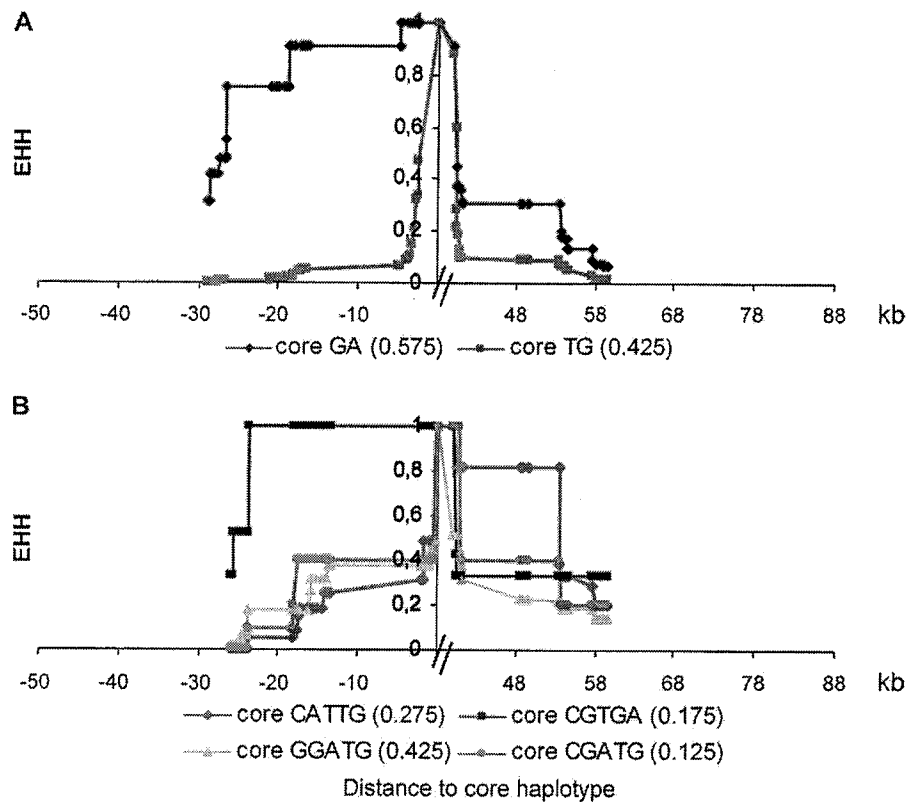 A
EHH
1
0,8
0,6
0,4
0,2
0
-50 -30 -20 -10 48 58 68 78 88 kb
core GA (0.575) core TG (0.425)
B
EHH
1
0,8
0,6
0,4
0,2
0
-50 -30 -20 -10 48 58 68 78 88 kb
core CATTG (0.275) core CGTGA (0.175)
core GGATG (0.425) core CGATG (0.125)
Distance to core haplotype